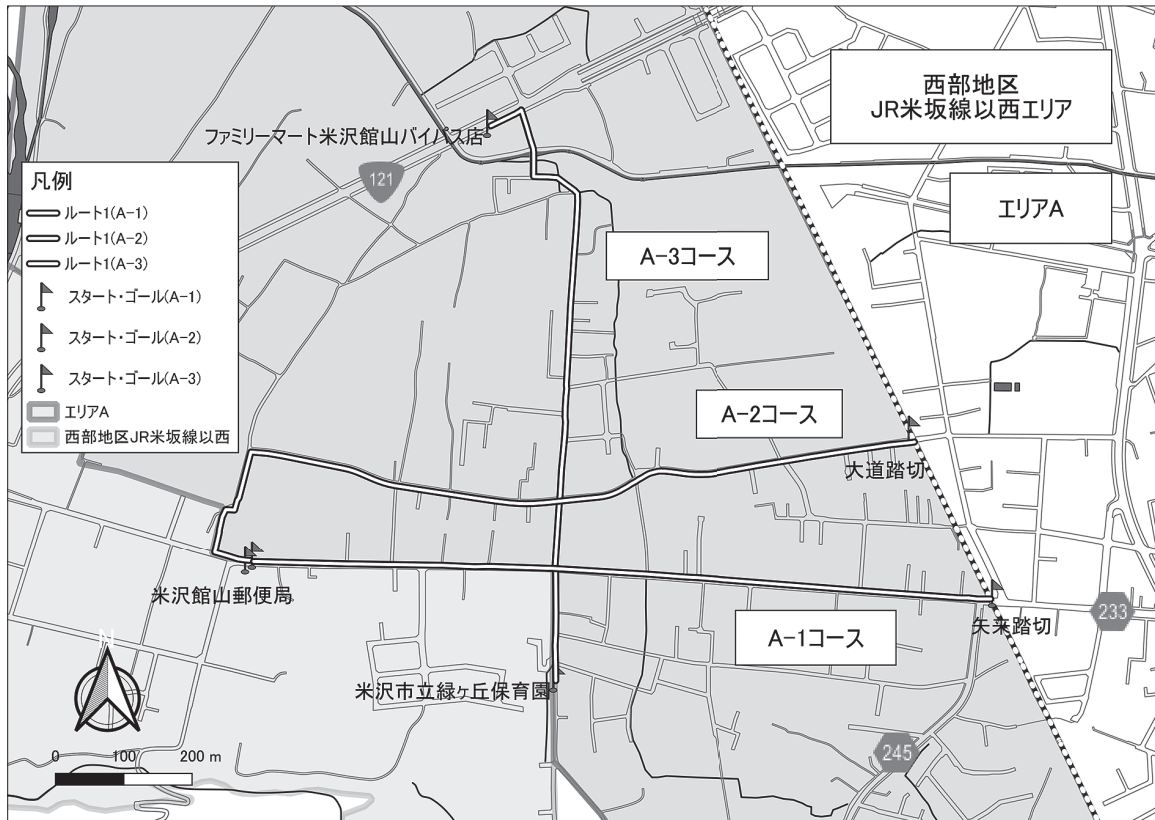 西部地区
JR米坂線以西エリア
ファミリーマート米沢館山バイパス店
121
凡例
ルート1(A-1)
ルート1(A-2)
ルート1(A-3)
スタート・ゴール(A-1)
スタート・ゴール(A-2)
スタート・ゴール(A-3)
エリアA
西部地区JR米坂線以西
エリアA
A-3コース
A-2コース
大道踏切
米沢館山郵便局
矢来踏切
233
A-1コース
米沢市立緑ヶ丘保育園
N
245
0 100 200 m